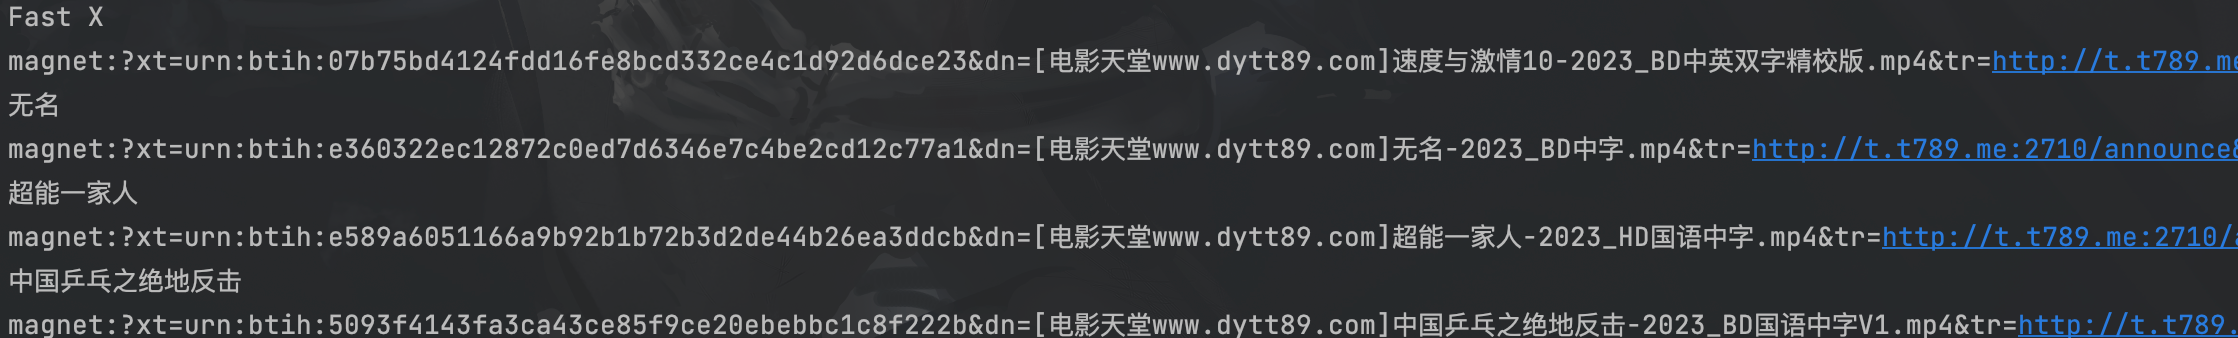 Fast X
magnet:?xt=urn:btih:07b75bd4124fdd16fe8bcd332ce4c1d92d6dce23&dn=[电影天堂www.dytt89.com]速度与激情10-2023_BD中英双字精校版.mp4&tr=http://t.t789.me
无名
magnet:?xt=urn:btih:e360322ec12872c0ed7d6346e7c4be2cd12c77a1&dn=[电影天堂www.dytt89.com]无名-2023_BD中字.mp4&tr=http://t.t789.me:2710/announce&
超能一家人
magnet:?xt=urn:btih:e589a6051166a9b92b1b72b3d2de44b26ea3ddcb&dn=[电影天堂www.dytt89.com]超能一家人-2023_HD国语中字.mp4&tr=http://t.t789.me:2710/a
中国乒乓之绝地反击
magnet:?xt=urn:btih:5093f4143fa3ca43ce85f9ce20ebebbc1c8f222b&dn=[电影天堂www.dytt89.com]中国乒乓之绝地反击-2023_BD国语中字V1.mp4&tr=http://t.t789.